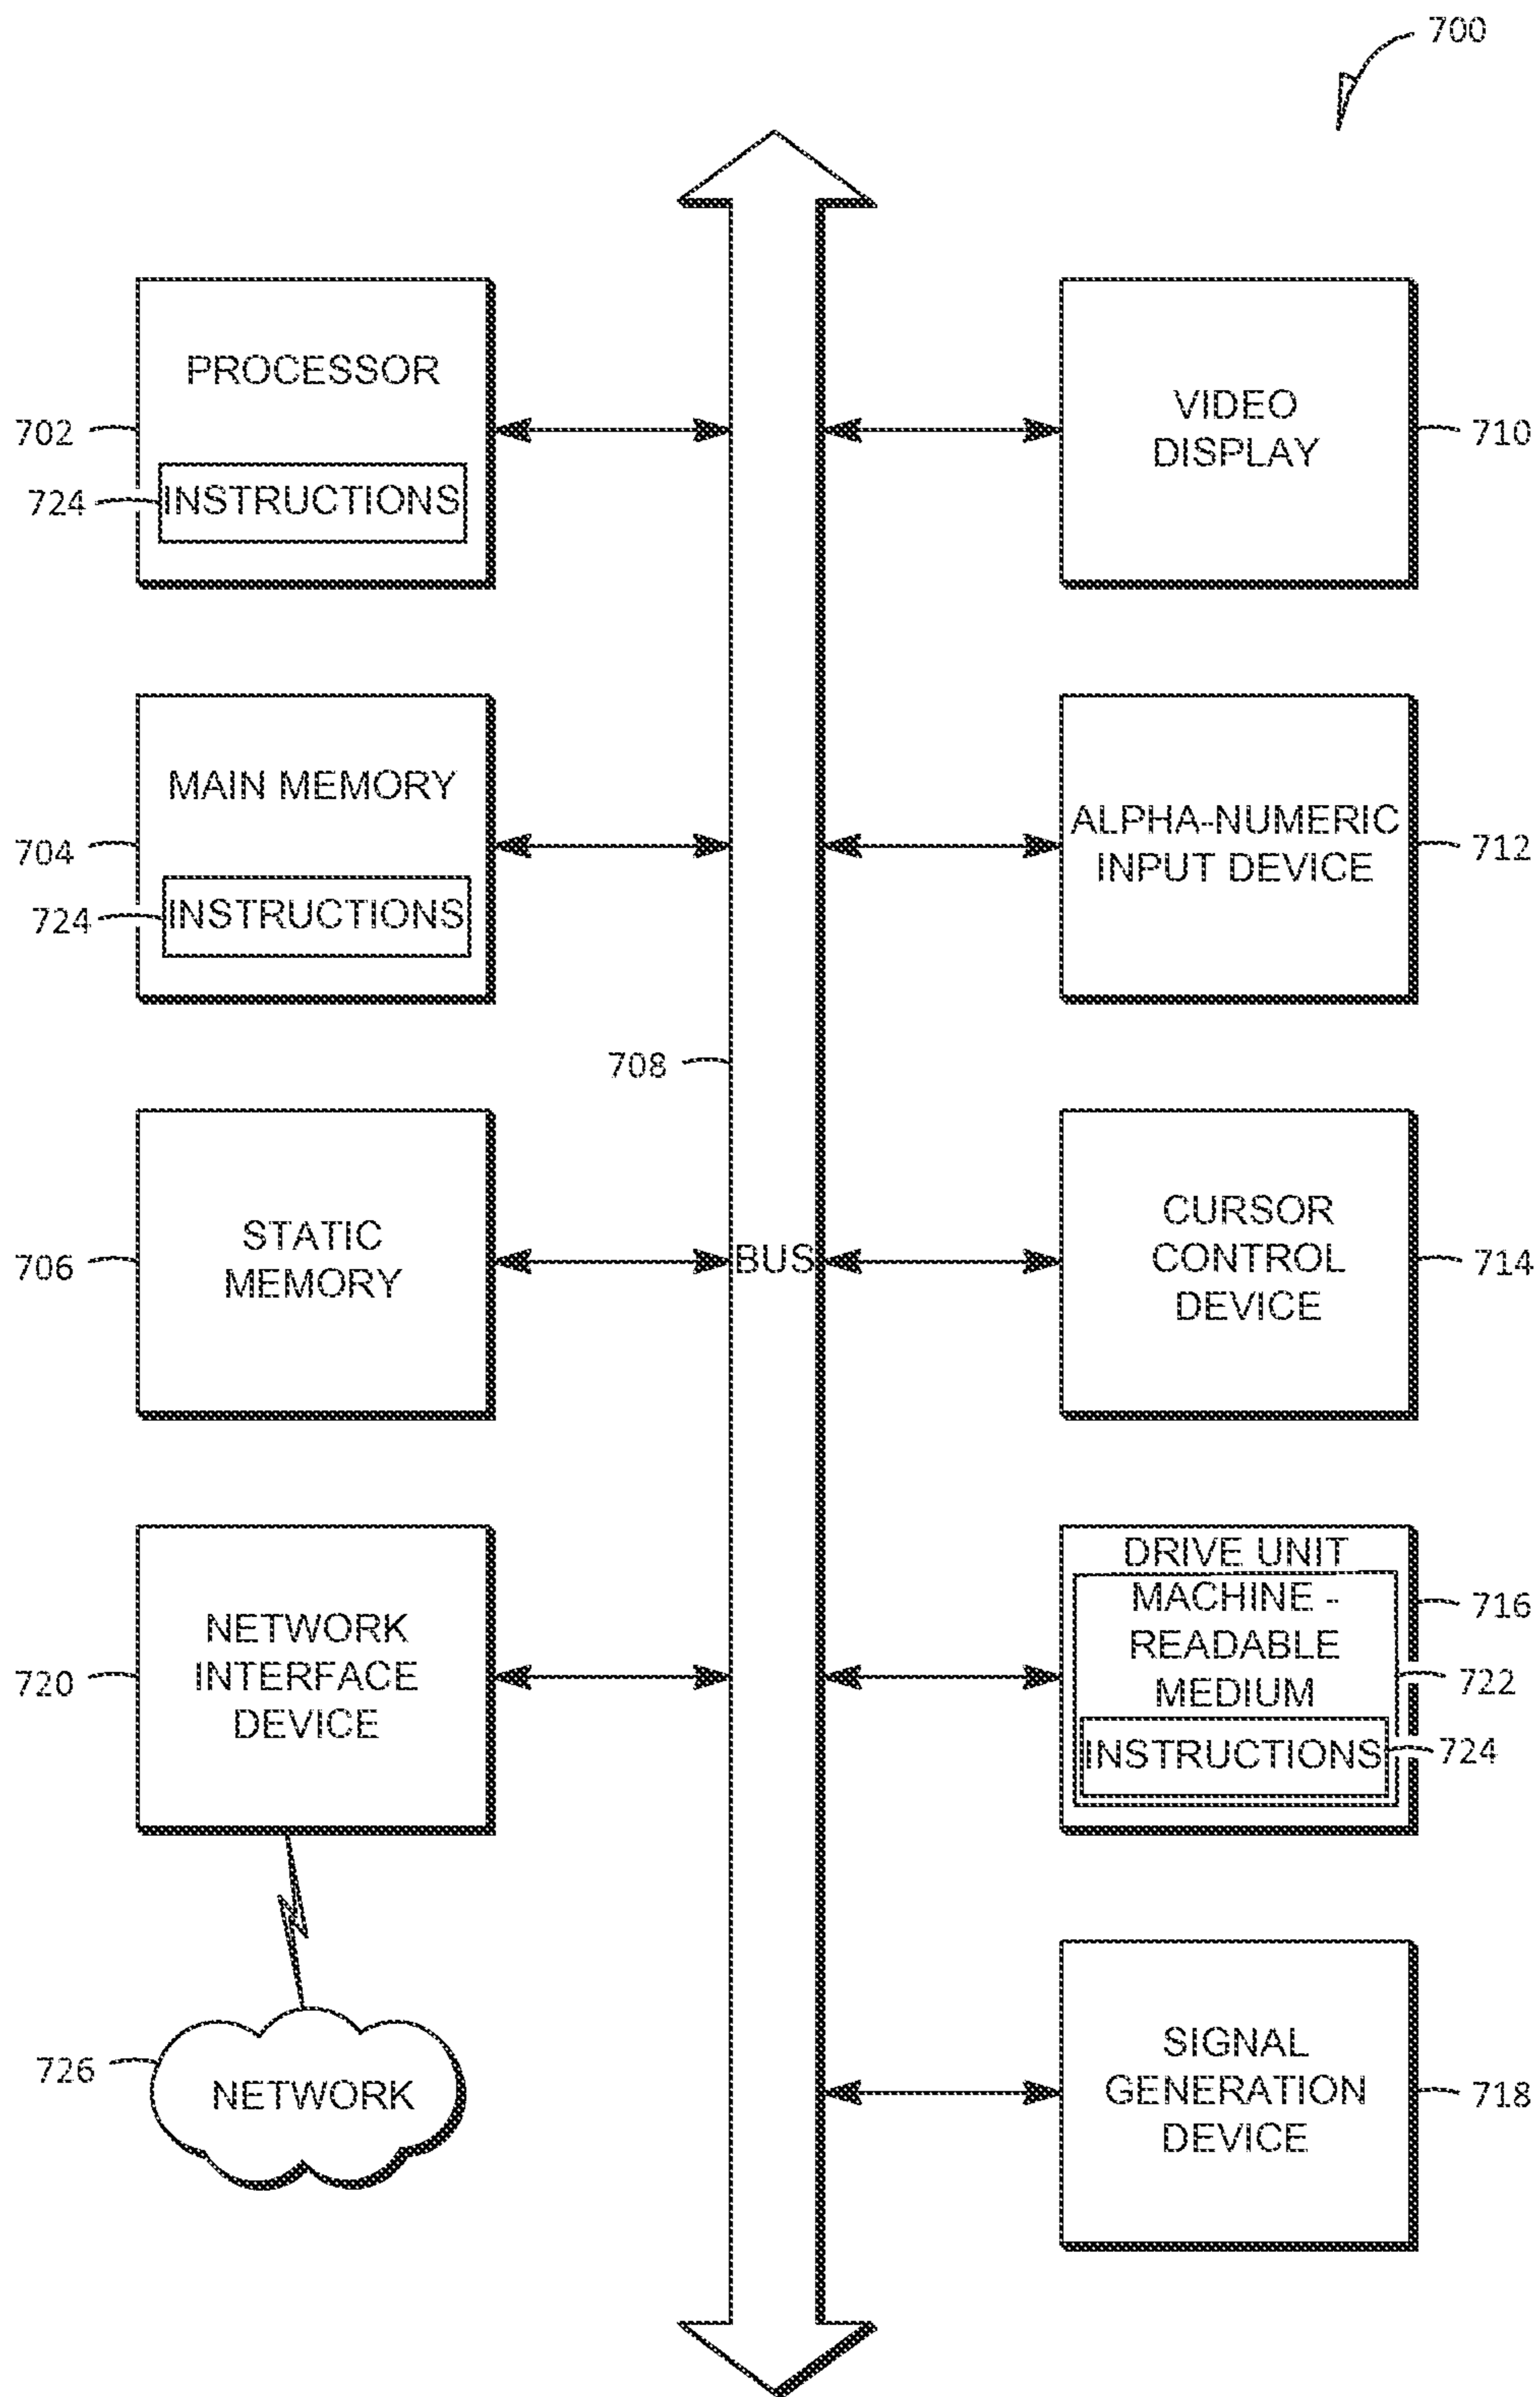 700
PROCESSOR
702
724
INSTRUCTIONS
VIDEO
DISPLAY
710
MAIN MEMORY
704
724
INSTRUCTIONS
ALPHA-NUMERIC
INPUT DEVICE
712
708
STATIC
MEMORY
706
BUS
CURSOR
CONTROL
DEVICE
714
NETWORK
INTERFACE
DEVICE
720
DRIVE UNIT
MACHINE -
READABLE
MEDIUM
716
722
INSTRUCTIONS
724
726
NETWORK
SIGNAL
GENERATION
DEVICE
718